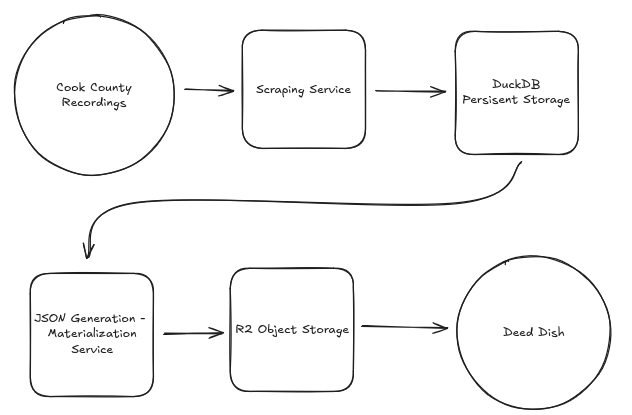 Cook County
Recordings
Scraping Service
DuckDB
Persisent Storage
JSON Generation -
Materialization
Service
R2 Object Storage
Deed Dish